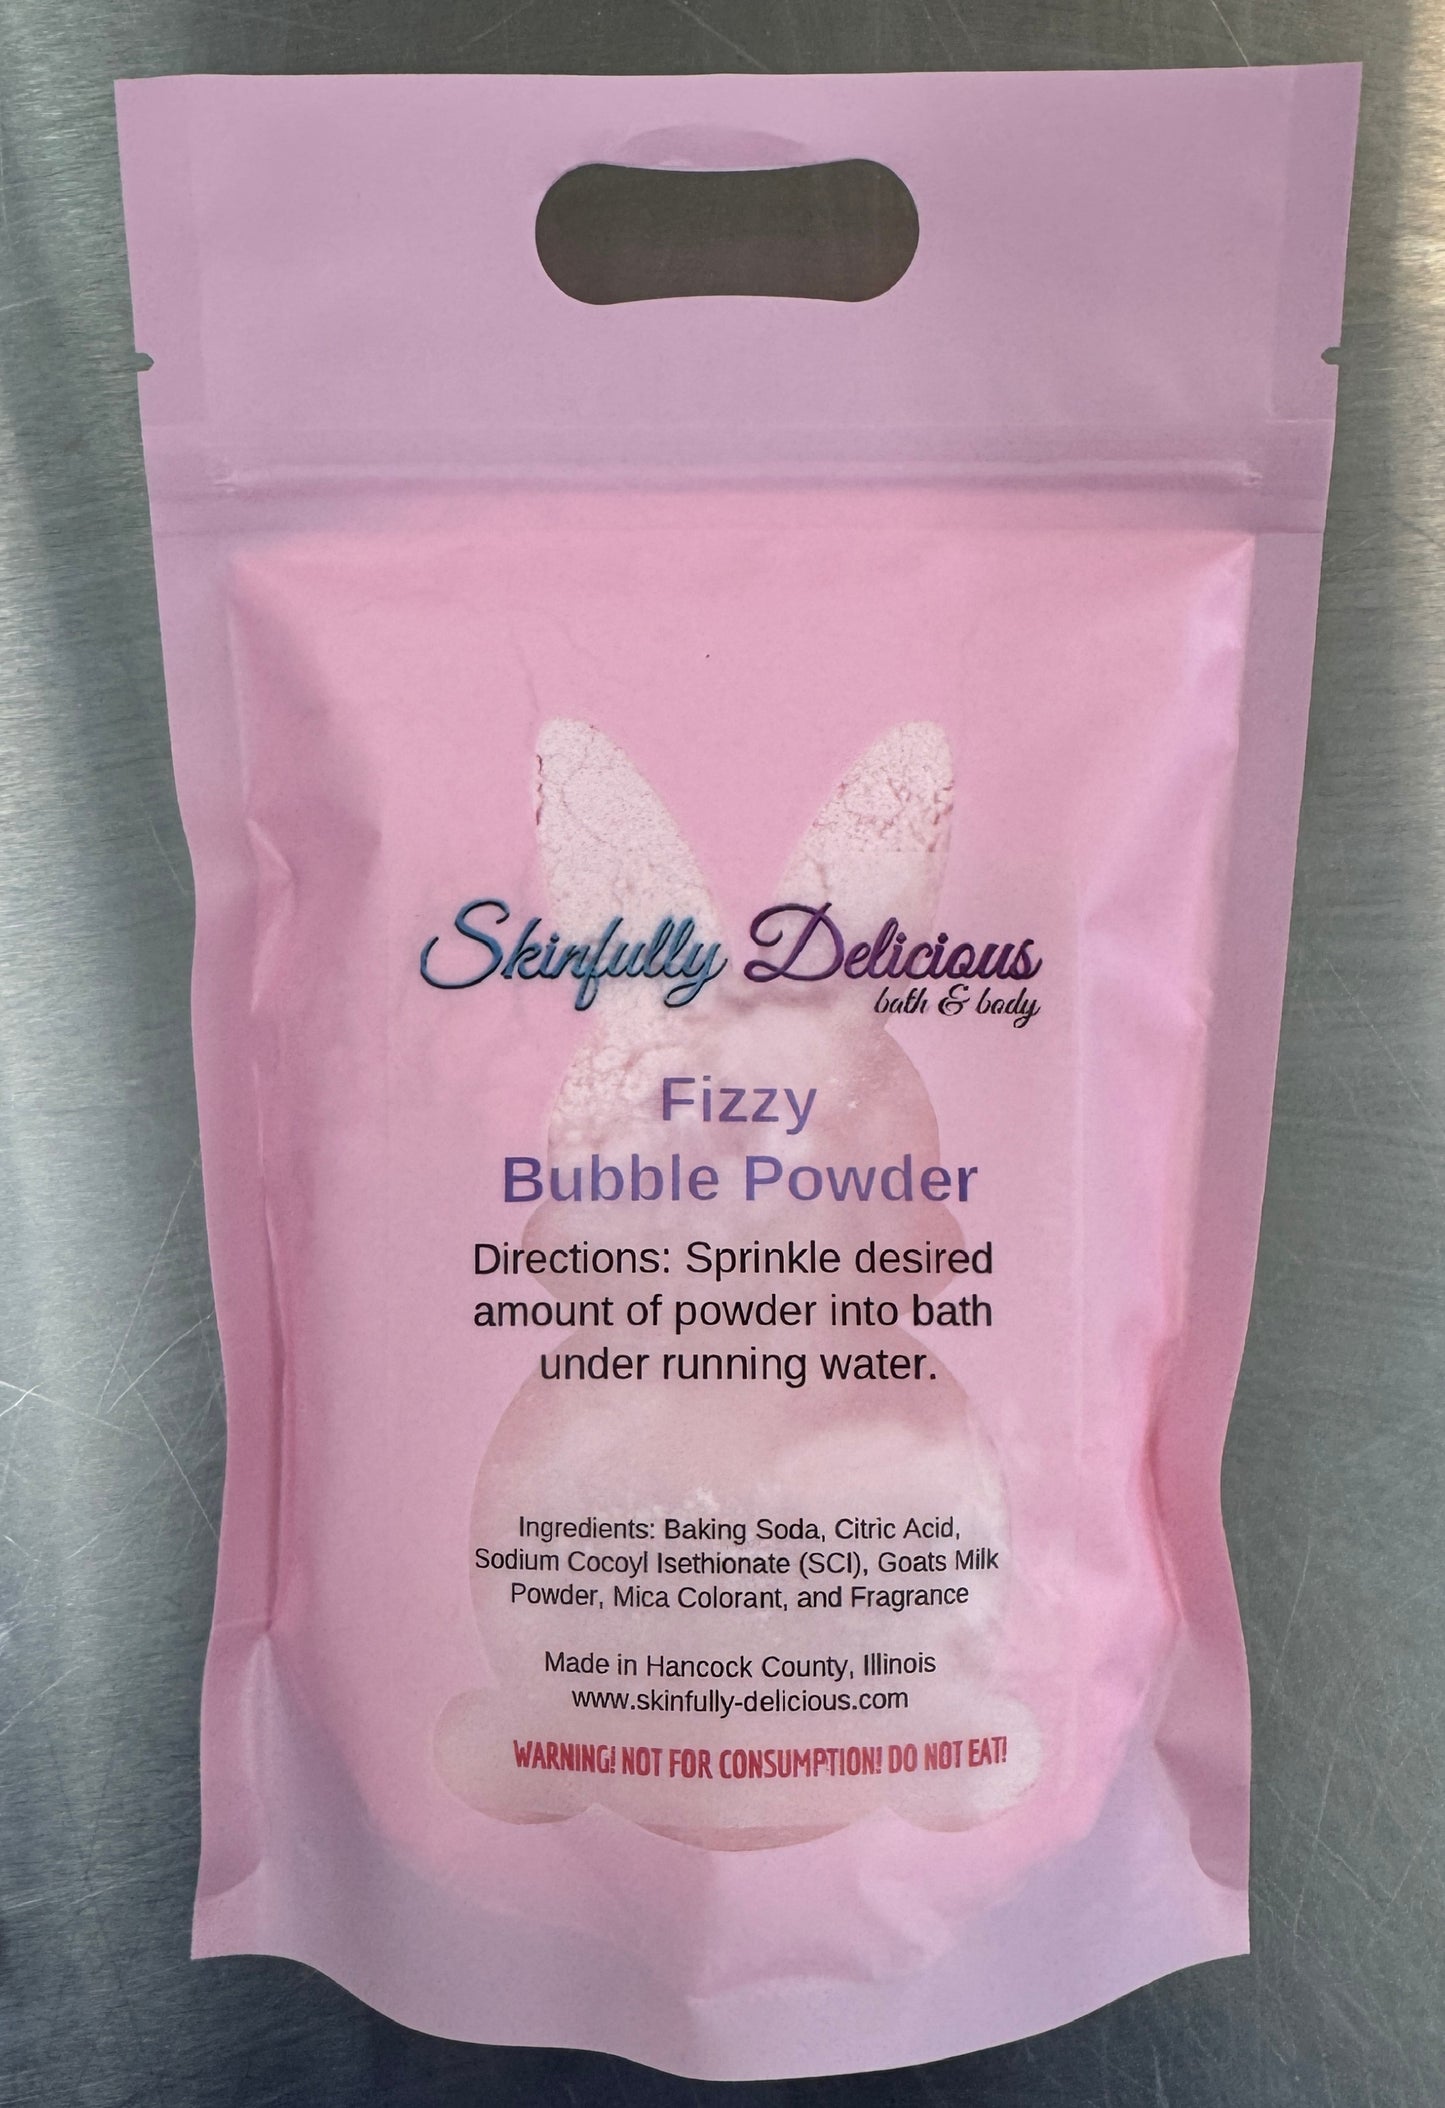 Skinfully Delicious
bath & body
Fizzy
Bubble Powder
Directions: Sprinkle desired
amount of powder into bath
under running water.
Ingredients: Baking Soda, Citric Acid,
Sodium Cocoyl Isethionate (SCI), Goats Milk
Powder, Mica Colorant, and Fragrance
Made in Hancock County, Illinois
www.skinfully-delicious.com
WARNING! NOT FOR CONSUMPTION! DO NOT EAT!